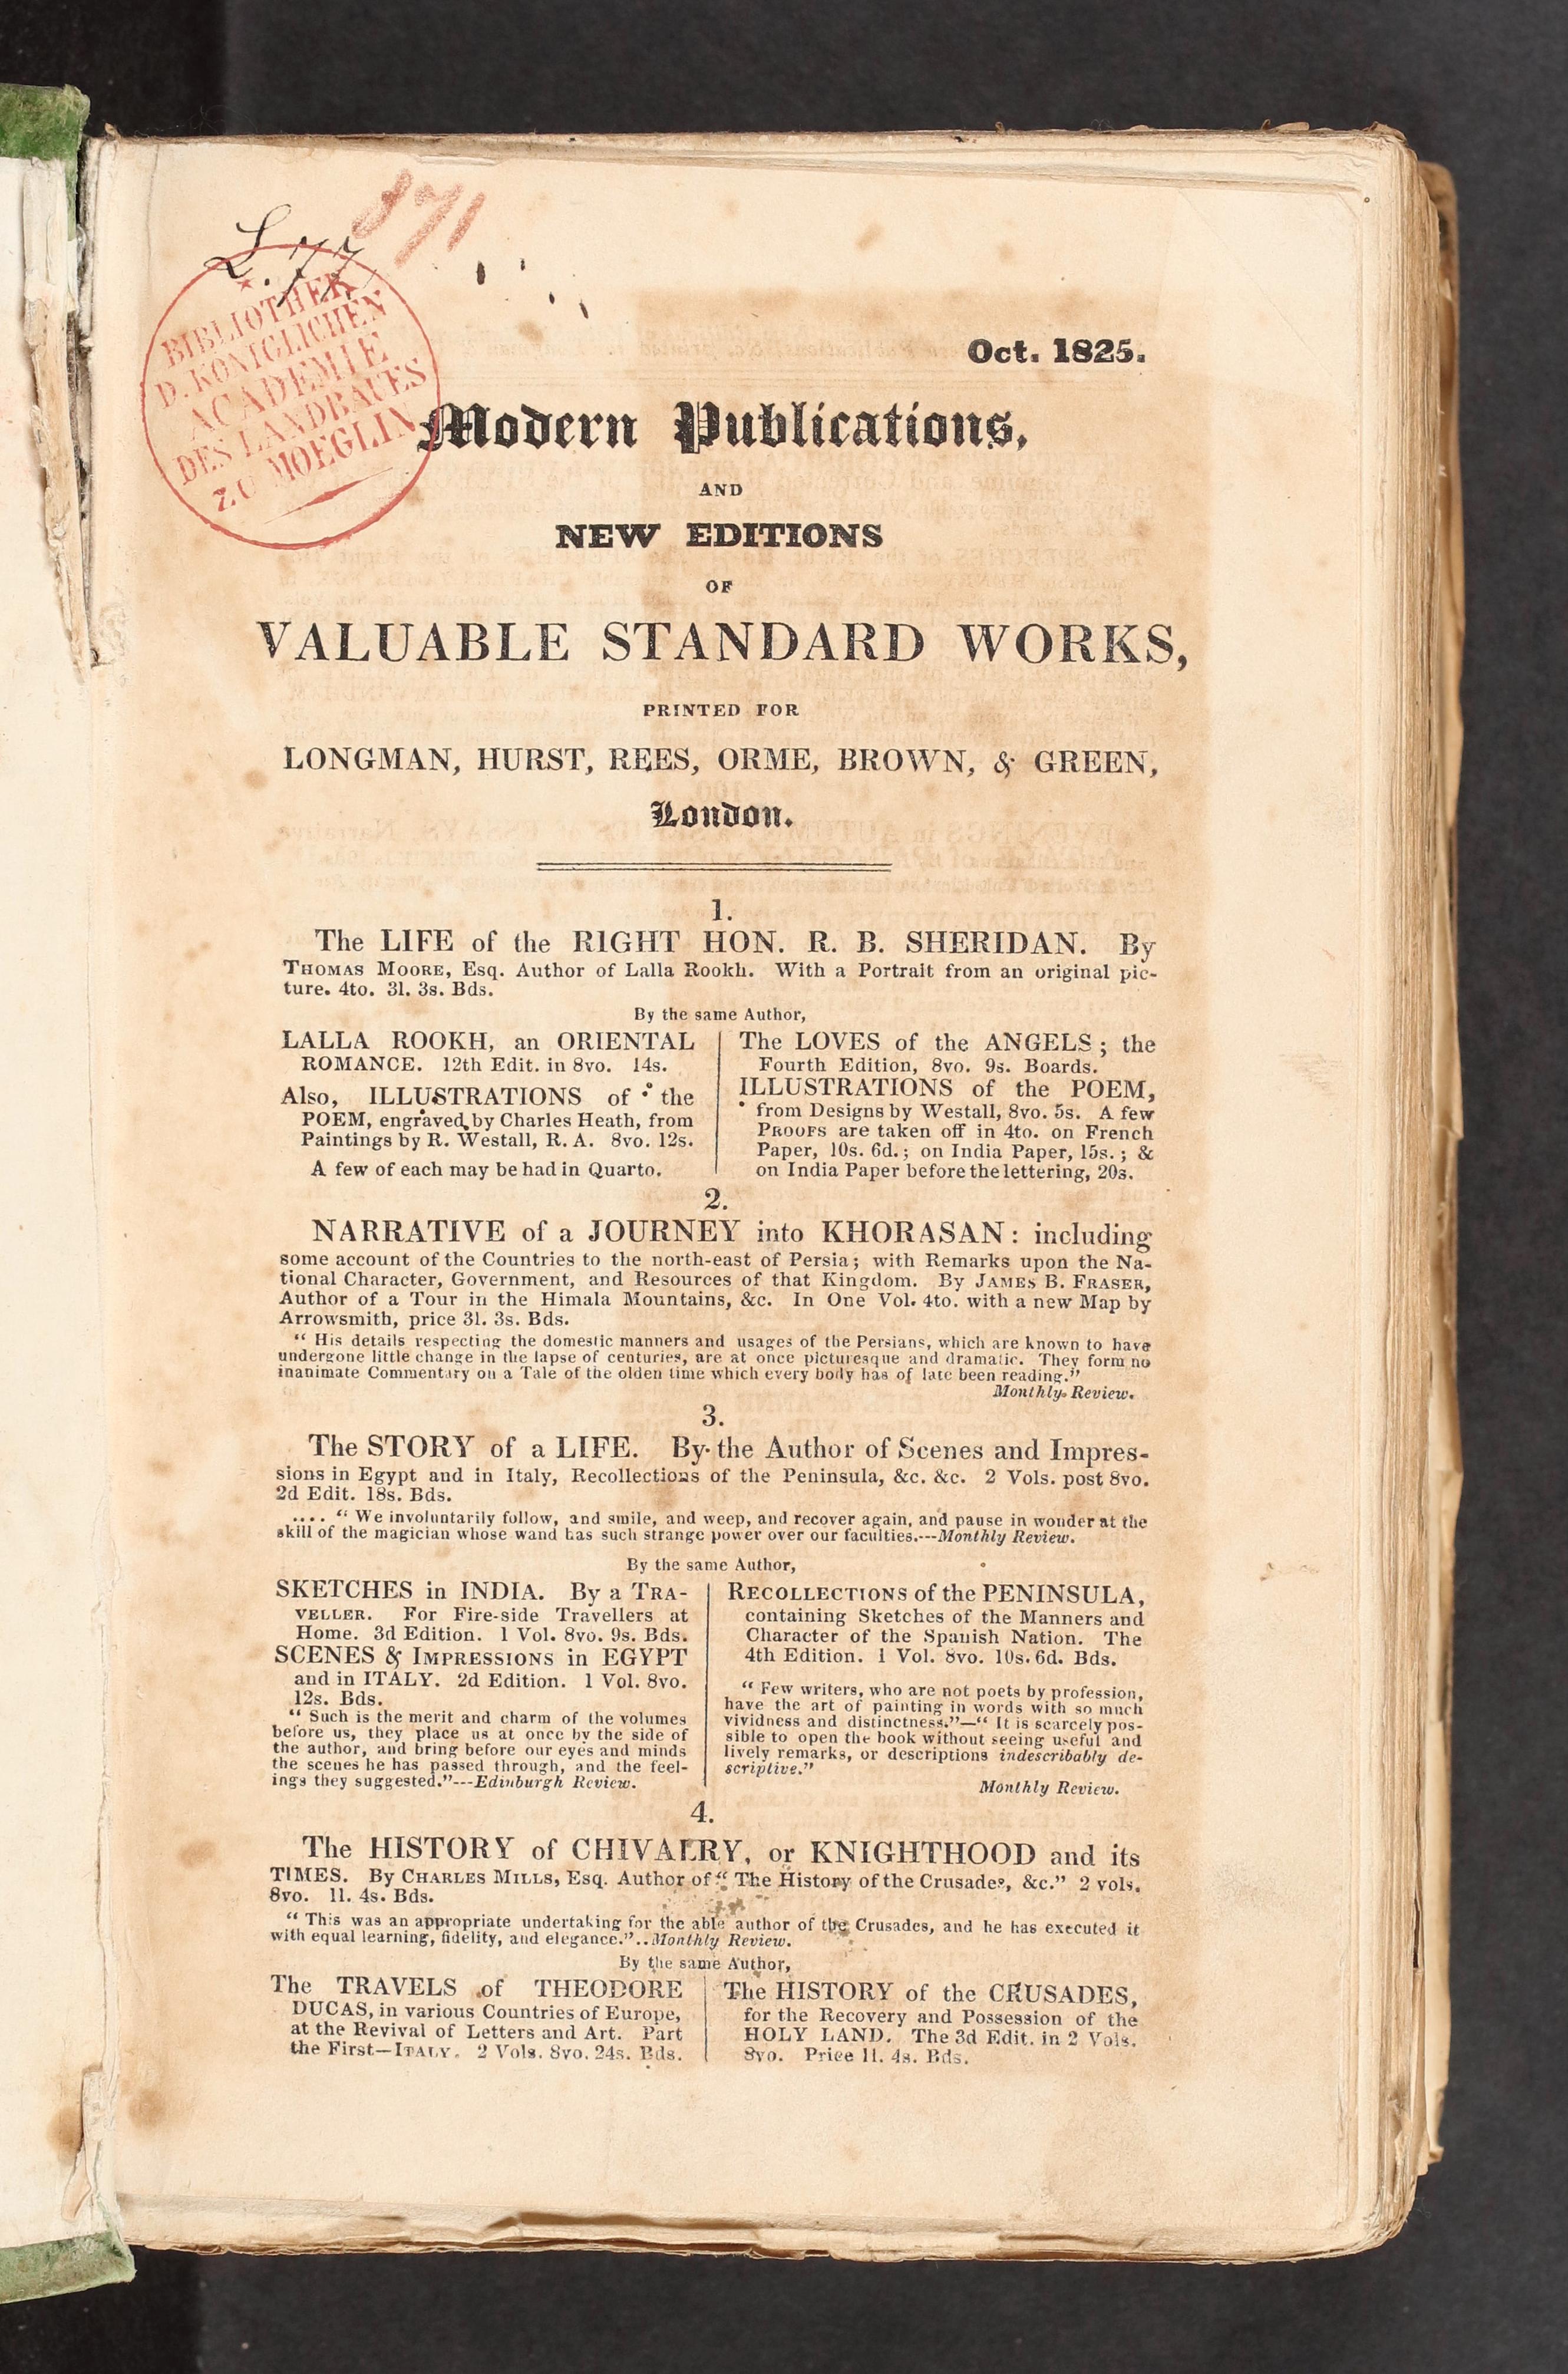 871
L. 77
BIBLIOTHEK
D. KÖNIGLICHEN
ACADEMIE
DES LANDBAUES
ZU MOEGLIN
Oct. 1825.
Modern Publications,
AND
NEW EDITIONS
OF
VALUABLE STANDARD WORKS,
PRINTED FOR
LONGMAN, HURST, REES, ORME, BROWN, & GREEN,
London.
1.
The LIFE of the RIGHT HON. R. B. SHERIDAN. By
THOMAS MOORE, Esq. Author of Lalla Rookh. With a Portrait from an original pic-
ture. 4to. 3l. 3s. Bds.
By the same Author,
LALLA ROOKH, an ORIENTAL
ROMANCE. 12th Edit. in 8vo. 14s.
Also, ILLUSTRATIONS of the
POEM, engraved by Charles Heath, from
Paintings by R. Westall, R. A. 8vo. 12s.
A few of each may be had in Quarto.
The LOVES of the ANGELS; the
Fourth Edition, 8vo. 9s. Boards.
ILLUSTRATIONS of the POEM,
from Designs by Westall, 8vo. 5s. A few
PROOFS are taken off in 4to. on French
Paper, 10s. 6d.; on India Paper, 15s.; &
on India Paper before the lettering, 20s.
2.
NARRATIVE of a JOURNEY into KHORASAN: including
some account of the Countries to the north-east of Persia; with Remarks upon the Na-
tional Character, Government, and Resources of that Kingdom. By JAMES B. FRASER,
Author of a Tour in the Himala Mountains, &c. In One Vol. 4to. with a new Map by
Arrowsmith, price 3l. 3s. Bds.
“ His details respecting the domestic manners and usages of the Persians, which are known to have
undergone little change in the lapse of centuries, are at once picturesque and dramatic. They form no
inanimate Commentary on a Tale of the olden time which every body has of late been reading.”
Monthly Review.
3.
The STORY of a LIFE. By the Author of Scenes and Impres-
sions in Egypt and in Italy, Recollections of the Peninsula, &c. &c. 2 Vols. post 8vo.
2d Edit. 18s. Bds.
.... “ We involuntarily follow, and smile, and weep, and recover again, and pause in wonder at the
skill of the magician whose wand has such strange power over our faculties.---Monthly Review.
By the same Author,
SKETCHES in INDIA. By a TRA-
VELLER. For Fire-side Travellers at
Home. 3d Edition. 1 Vol. 8vo. 9s. Bds.
SCENES & IMPRESSIONS in EGYPT
and in ITALY. 2d Edition. 1 Vol. 8vo.
12s. Bds.
“ Such is the merit and charm of the volumes
before us, they place us at once by the side of
the author, and bring before our eyes and minds
the scenes he has passed through, and the feel-
ings they suggested.”---Edinburgh Review.
RECOLLECTIONS of the PENINSULA,
containing Sketches of the Manners and
Character of the Spanish Nation. The
4th Edition. 1 Vol. 8vo. 10s. 6d. Bds.
“ Few writers, who are not poets by profession,
have the art of painting in words with so much
vividness and distinctness.”—“ It is scarcely pos-
sible to open the book without seeing useful and
lively remarks, or descriptions indescribably de-
scriptive.”
Monthly Review.
4.
The HISTORY of CHIVALRY, or KNIGHTHOOD and its
TIMES. By CHARLES MILLS, Esq. Author of “ The History of the Crusades, &c.” 2 vols.
8vo. 1l. 4s. Bds.
“ This was an appropriate undertaking for the able author of the Crusades, and he has executed it
with equal learning, fidelity, and elegance.”..Monthly Review.
By the same Author,
The TRAVELS of THEODORE
DUCAS, in various Countries of Europe,
at the Revival of Letters and Art. Part
the First—ITALY. 2 Vols. 8vo. 24s. Bds.
The HISTORY of the CRUSADES,
for the Recovery and Possession of the
HOLY LAND. The 3d Edit. in 2 Vols.
8vo. Price 1l. 4s. Bds.